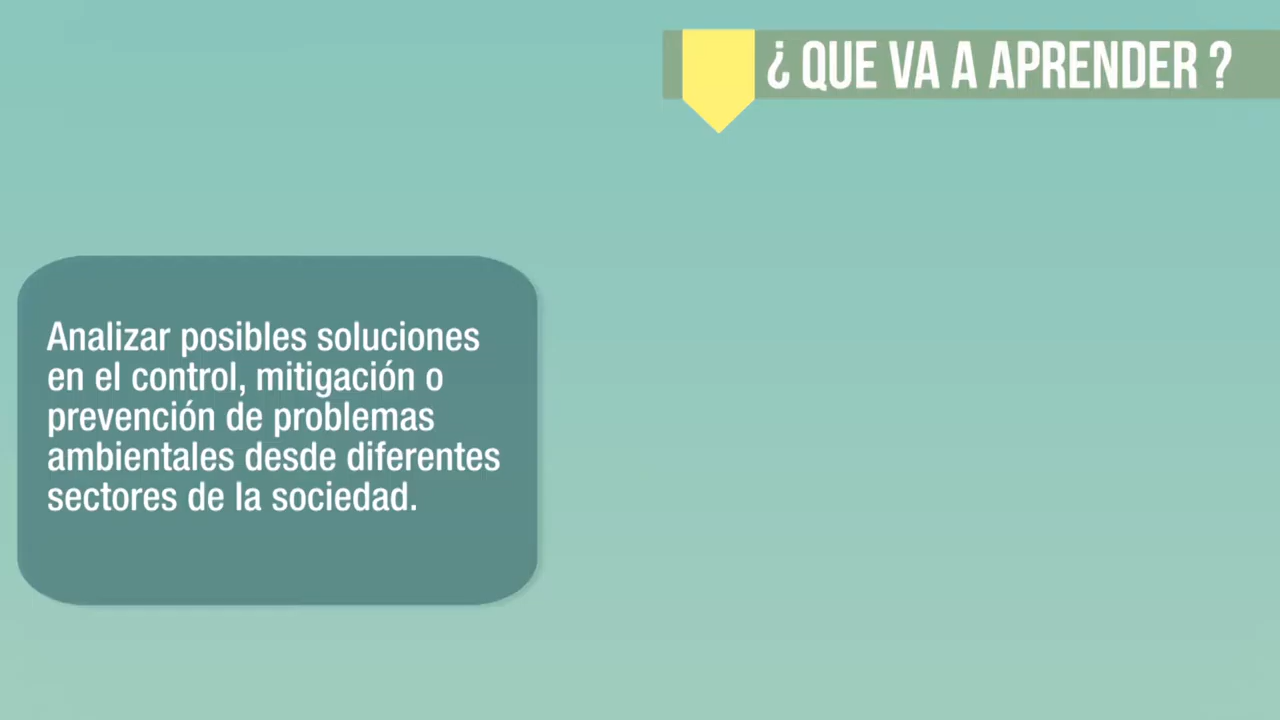 ¿ QUE VA A APRENDER ?
Analizar posibles soluciones
en el control, mitigación o
prevención de problemas
ambientales desde diferentes
sectores de la sociedad.